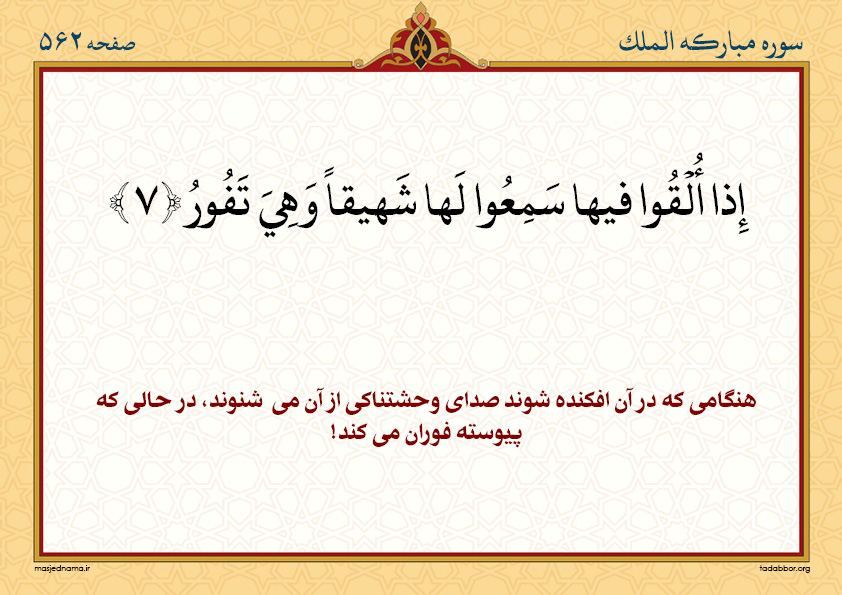 سوره مبارکه الملك
صفحه ۵۶۲
إِذا أُلْقُوا فيها سَمِعُوا لَها شَهيقاً وَهِيَ تَفُورُ ﴿۷﴾
هنگامی که در آن افکنده شوند صدای وحشتناکی از آن می شنوند، در حالی که
پیوسته فوران می کند!
masjednama.ir
tadabbor.org